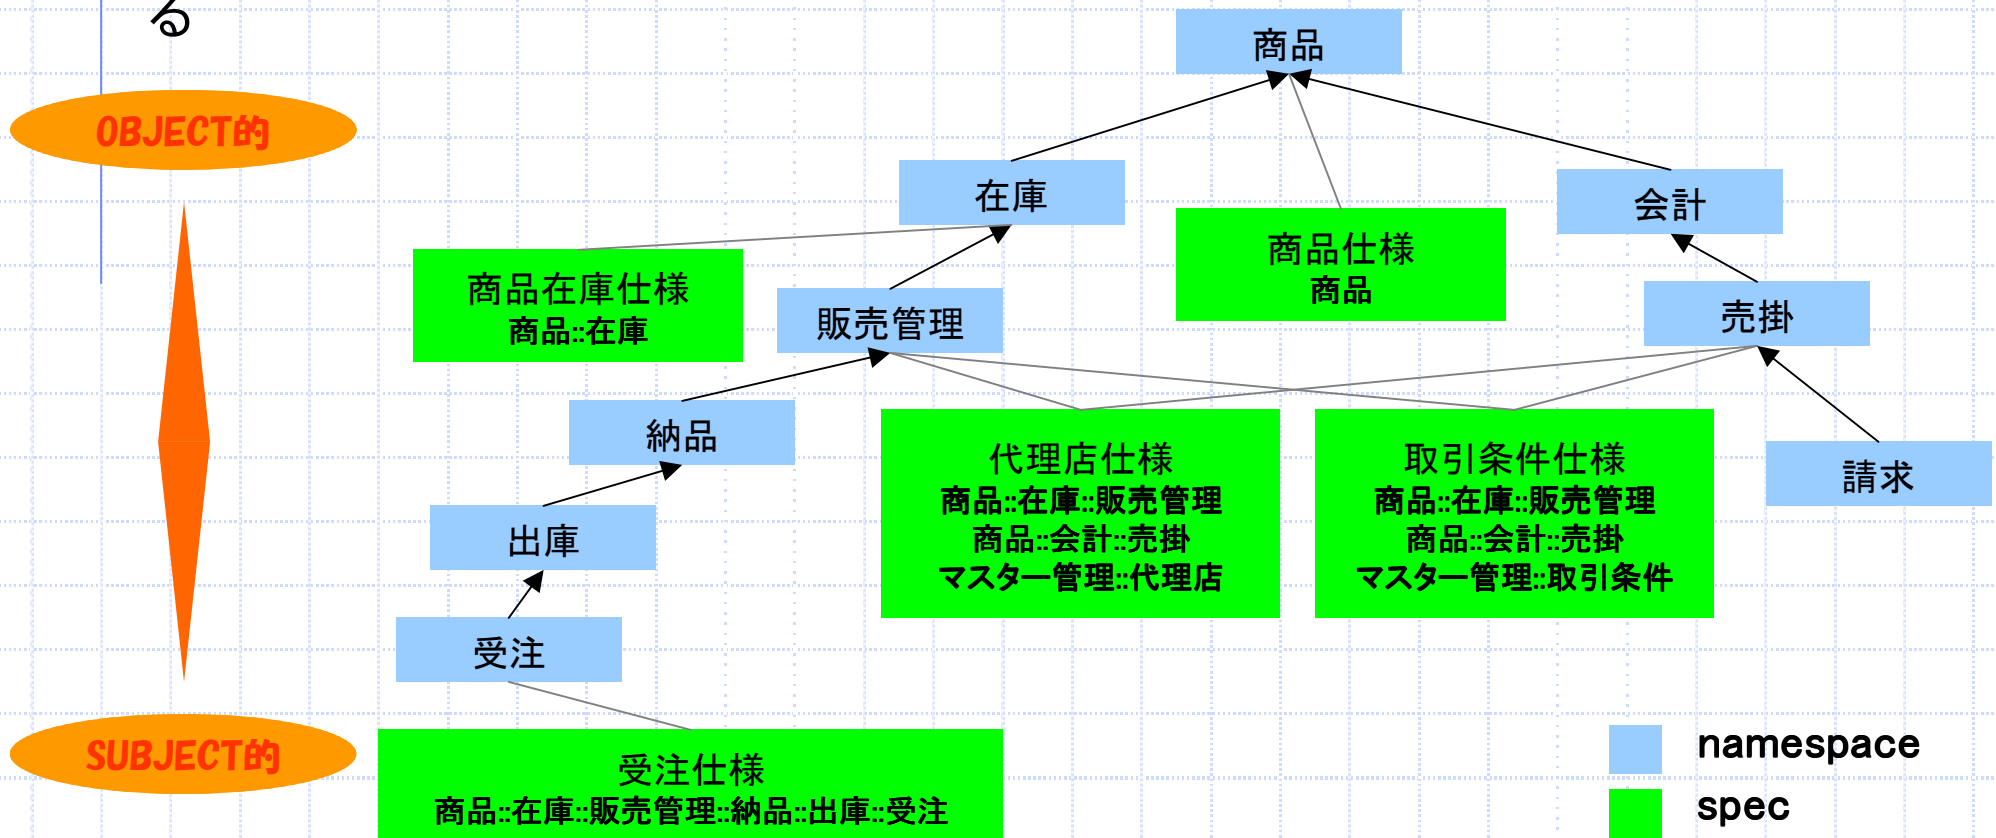 る
商品
OBJECT的
在庫
会計
商品仕様
商品
商品在庫仕様
商品::在庫
販売管理
売掛
納品
代理店仕様
商品::在庫::販売管理
商品::会計::売掛
マスター管理::代理店
取引条件仕様
商品::在庫::販売管理
商品::会計::売掛
マスター管理::取引条件
請求
出庫
受注
SUBJECT的
受注仕様
商品::在庫::販売管理::納品::出庫::受注
namespace
spec